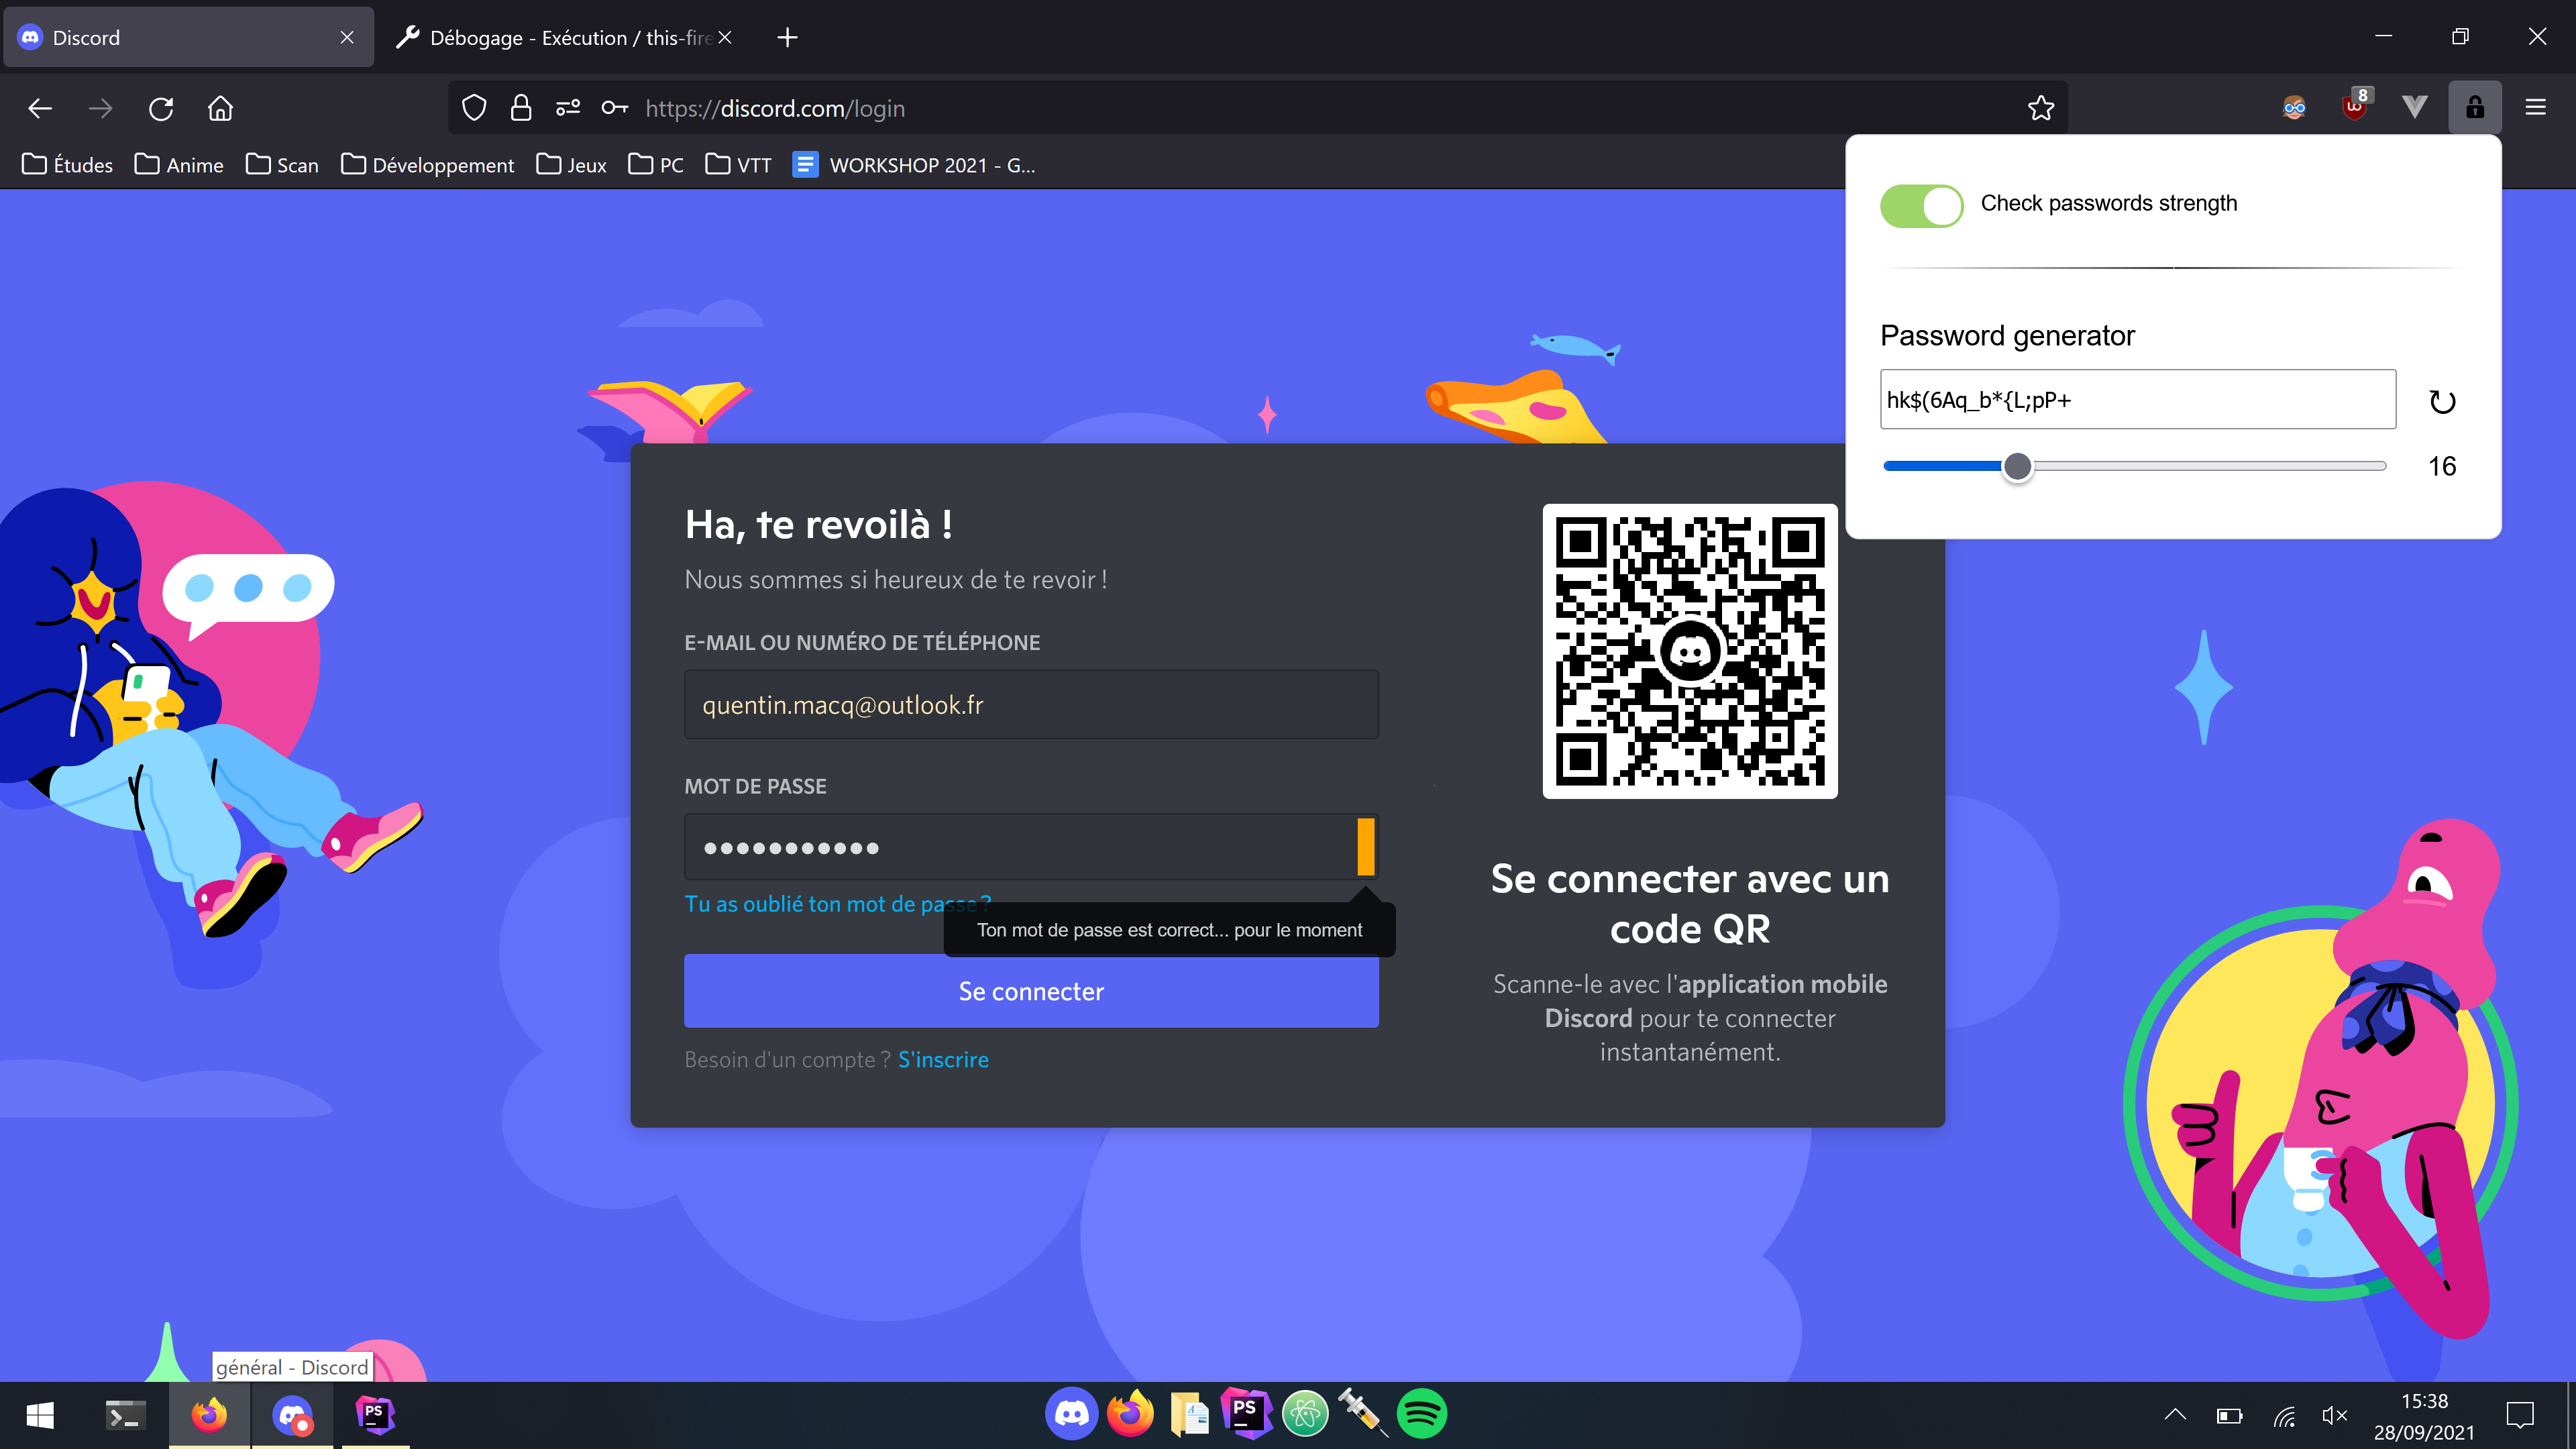 Discord
Débogage - Exécution / this-fire
https://discord.com/login
8
Études
Anime
Scan
Développement
Jeux
PC
VTT
WORKSHOP 2021 - G...
Check passwords strength
Password generator
hk$(6Aq_b*{L;pP+
16
Ha, te revoilà !
Nous sommes si heureux de te revoir !
E-MAIL OU NUMÉRO DE TÉLÉPHONE
quentin.macq@outlook.fr
MOT DE PASSE
Tu as oublié ton mot de passe ?
Ton mot de passe est correct... pour le moment
Se connecter
Besoin d'un compte ? S'inscrire
Se connecter avec un
code QR
Scanne-le avec l'application mobile
Discord pour te connecter
instantanément.
général - Discord
PS
PS
15:38
28/09/2021